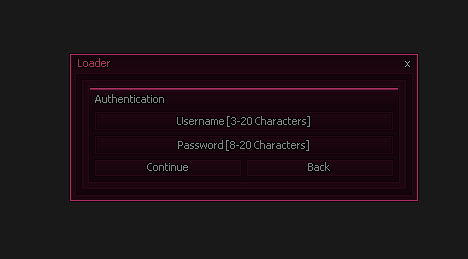 Loader x
Authentication
Username [3-20 Characters]
Password [8-20 Characters]
Continue Back